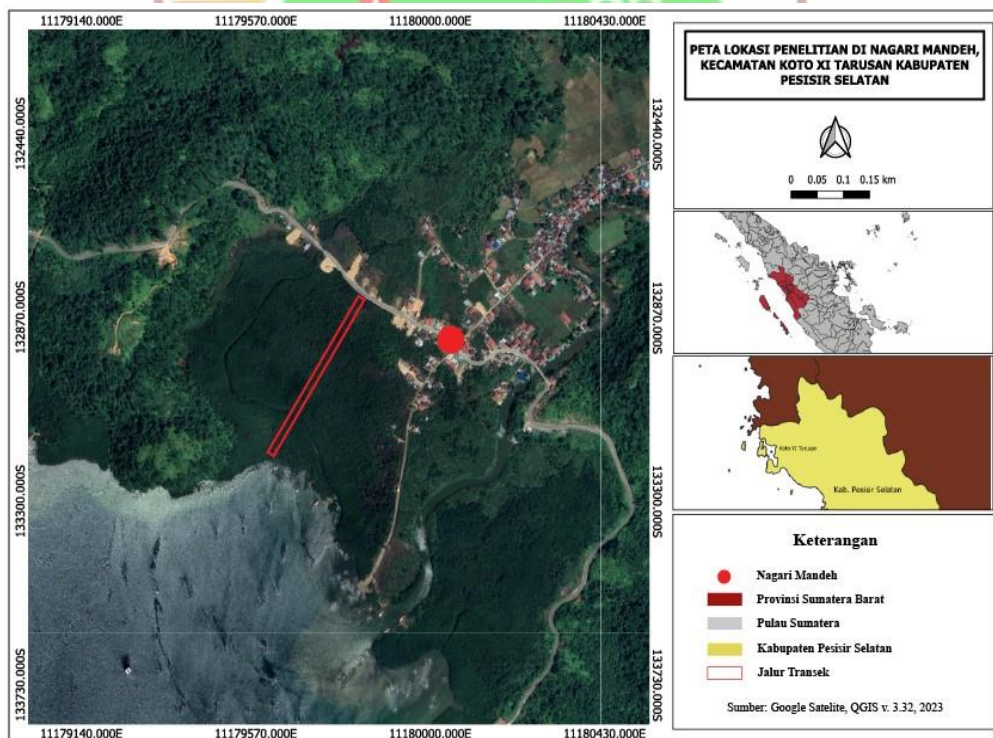 11179140.000E 11179570.000E 11180000.000E 11180430.000E
132440.000S
132870.000S
133300.000S
133730.000S
132440.000S
132870.000S
133300.000S
133730.000S
11179140.000E 11179570.000E 11180000.000E 11180430.000E
PETA LOKASI PENELITIAN DI NAGARI MANDEH,
KECAMATAN KOTO XI TARUSAN KABUPATEN
PESISIR SELATAN
0 0.05 0.1 0.15 km
Koto XI Tarusan
Kab. Pesisir Selatan
Keterangan
Nagari Mandeh
Provinsi Sumatera Barat
Pulau Sumatera
Kabupaten Pesisir Selatan
Jalur Transek
Sumber: Google Satelite, QGIS v. 3.32, 2023